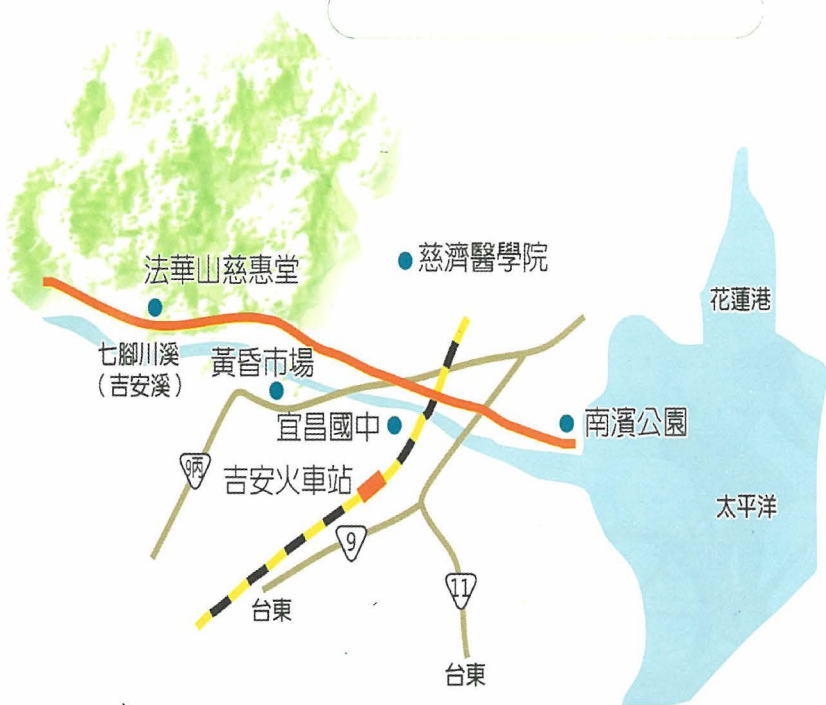 慈濟醫學院
法華山慈惠堂
花蓮港
七腳川溪
（吉安溪）
黃昏市場
宜昌國中
南濱公園
9丙
吉安火車站
太平洋
9
11
台東
台東